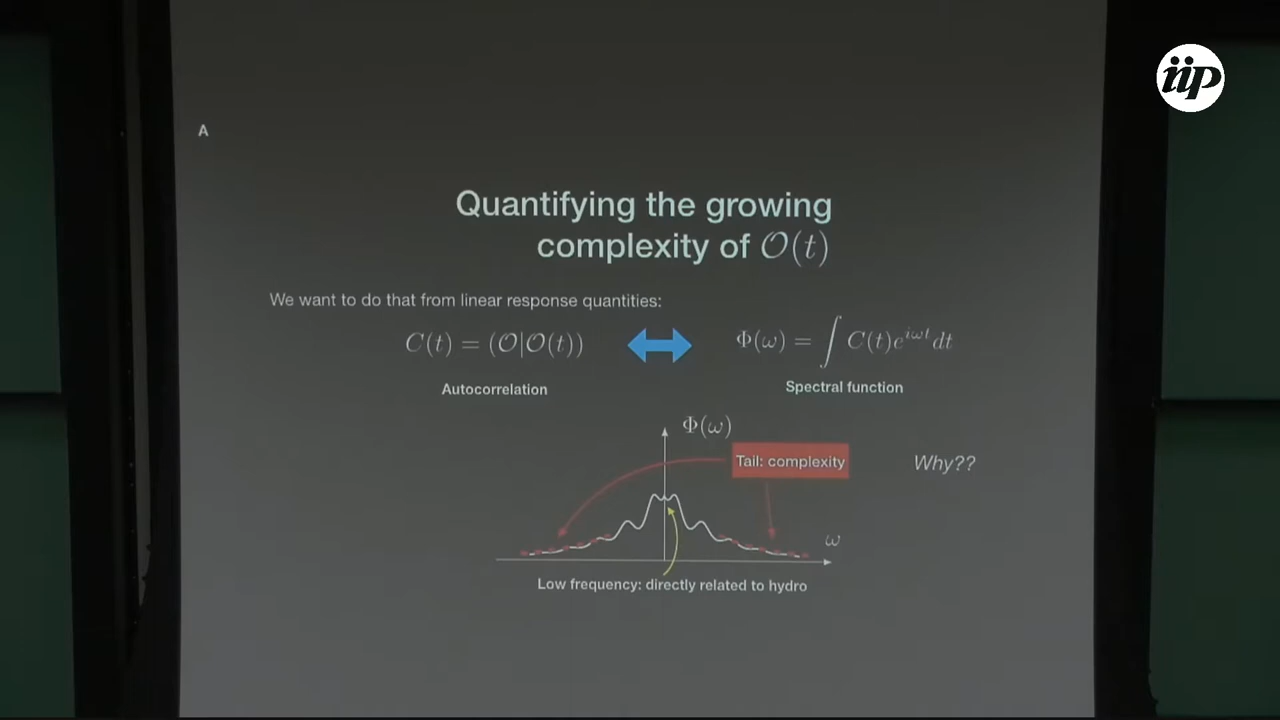 iip
A
Quantifying the growing
complexity of 𝒪(t)
We want to do that from linear response quantities:
C(t) = (𝒪|𝒪(t))
Φ(ω) = ∫ C(t)e^{iωt} dt
Autocorrelation
Spectral function
Φ(ω)
Tail: complexity
Why??
ω
Low frequency: directly related to hydro